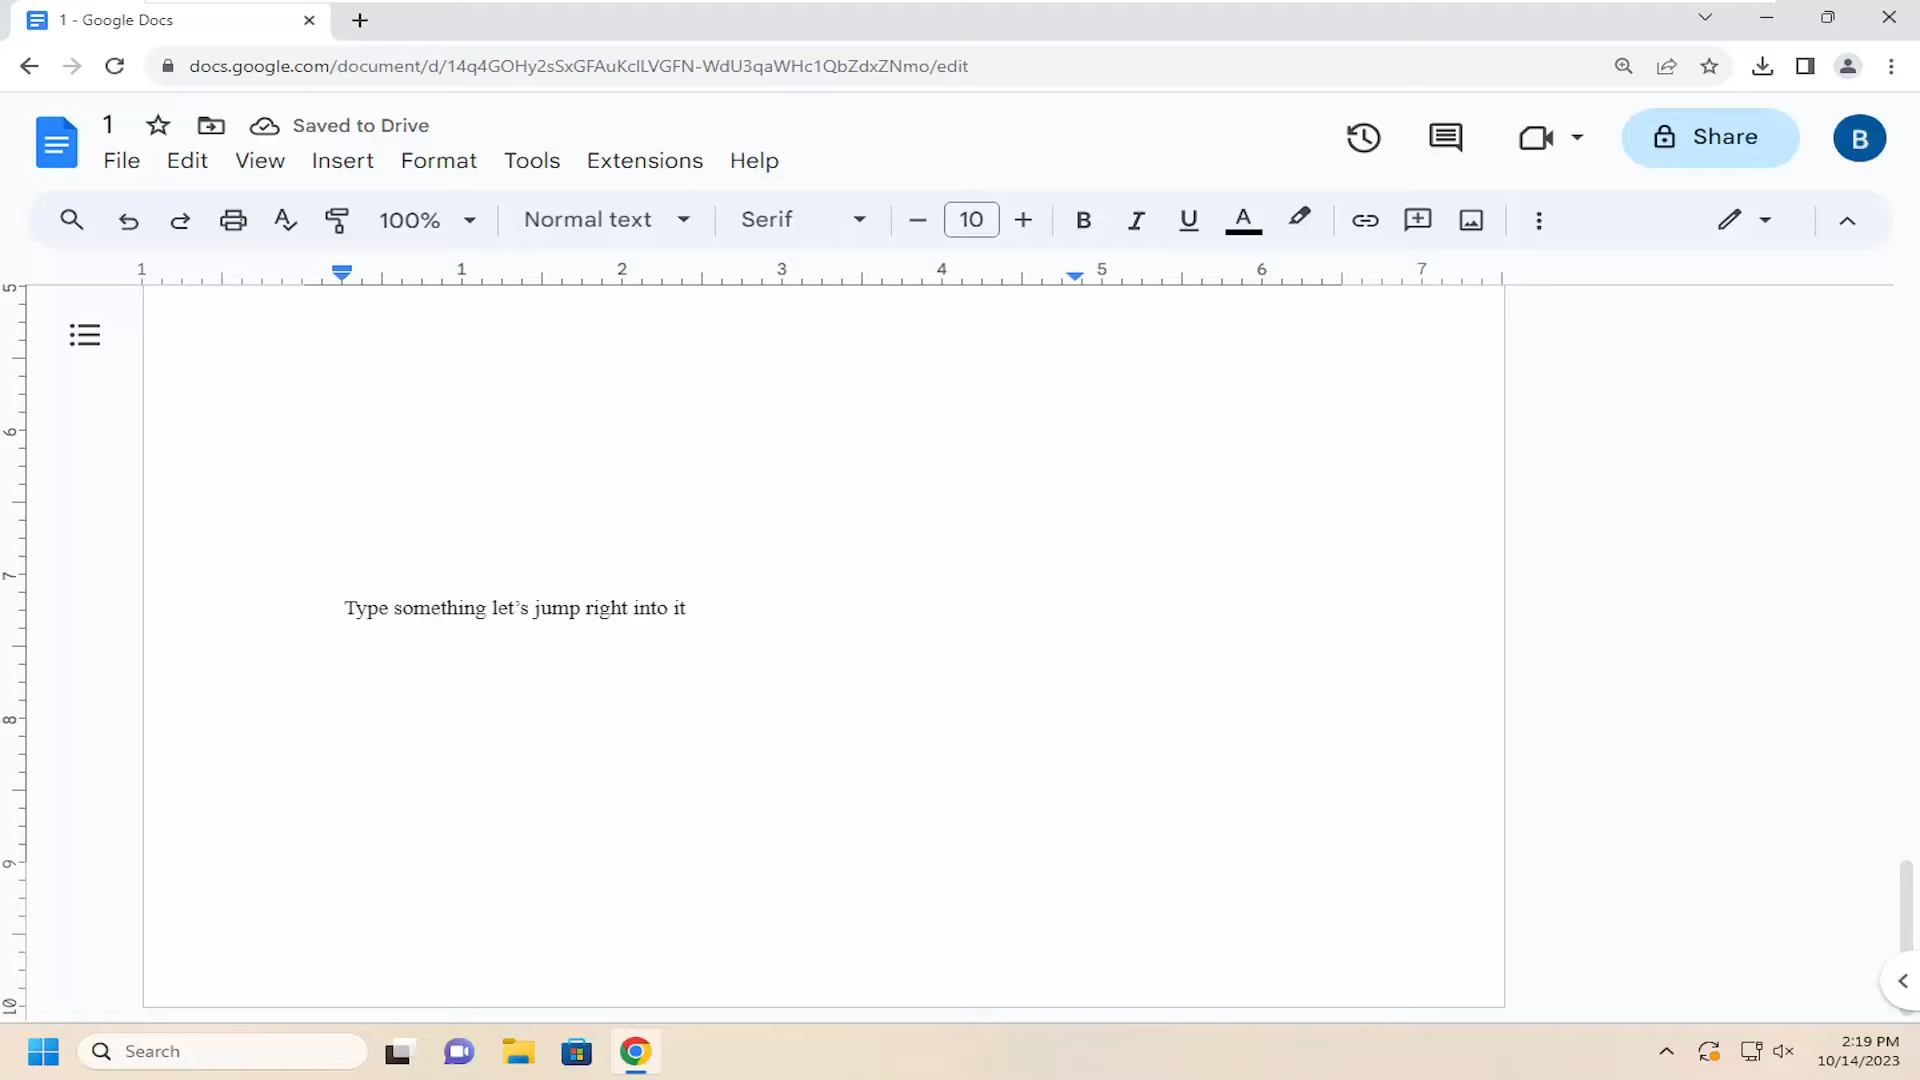 1 - Google Docs
docs.google.com/document/d/14q4GOHy2sSxGFAuKclLVGFN-WdU3qaWHc1QbZdxZNmo/edit
1 Saved to Drive
File Edit View Insert Format Tools Extensions Help
Share
B
100% Normal text Serif 10 B I U A
1 1 2 3 4 5 6 7
5
6
Type something let’s jump right into it
7
8
9
10
Search
2:19 PM
10/14/2023